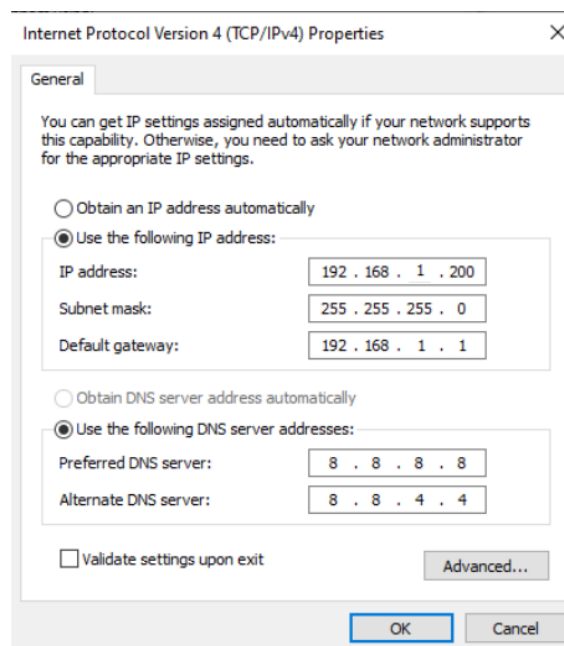 Internet Protocol Version 4 (TCP/IPv4) Properties
General
You can get IP settings assigned automatically if your network supports
this capability. Otherwise, you need to ask your network administrator
for the appropriate IP settings.
Obtain an IP address automatically
Use the following IP address:
IP address: 192 . 168 . 1 . 200
Subnet mask: 255 . 255 . 255 . 0
Default gateway: 192 . 168 . 1 . 1
Obtain DNS server address automatically
Use the following DNS server addresses:
Preferred DNS server: 8 . 8 . 8 . 8
Alternate DNS server: 8 . 8 . 4 . 4
Validate settings upon exit
Advanced...
OK Cancel